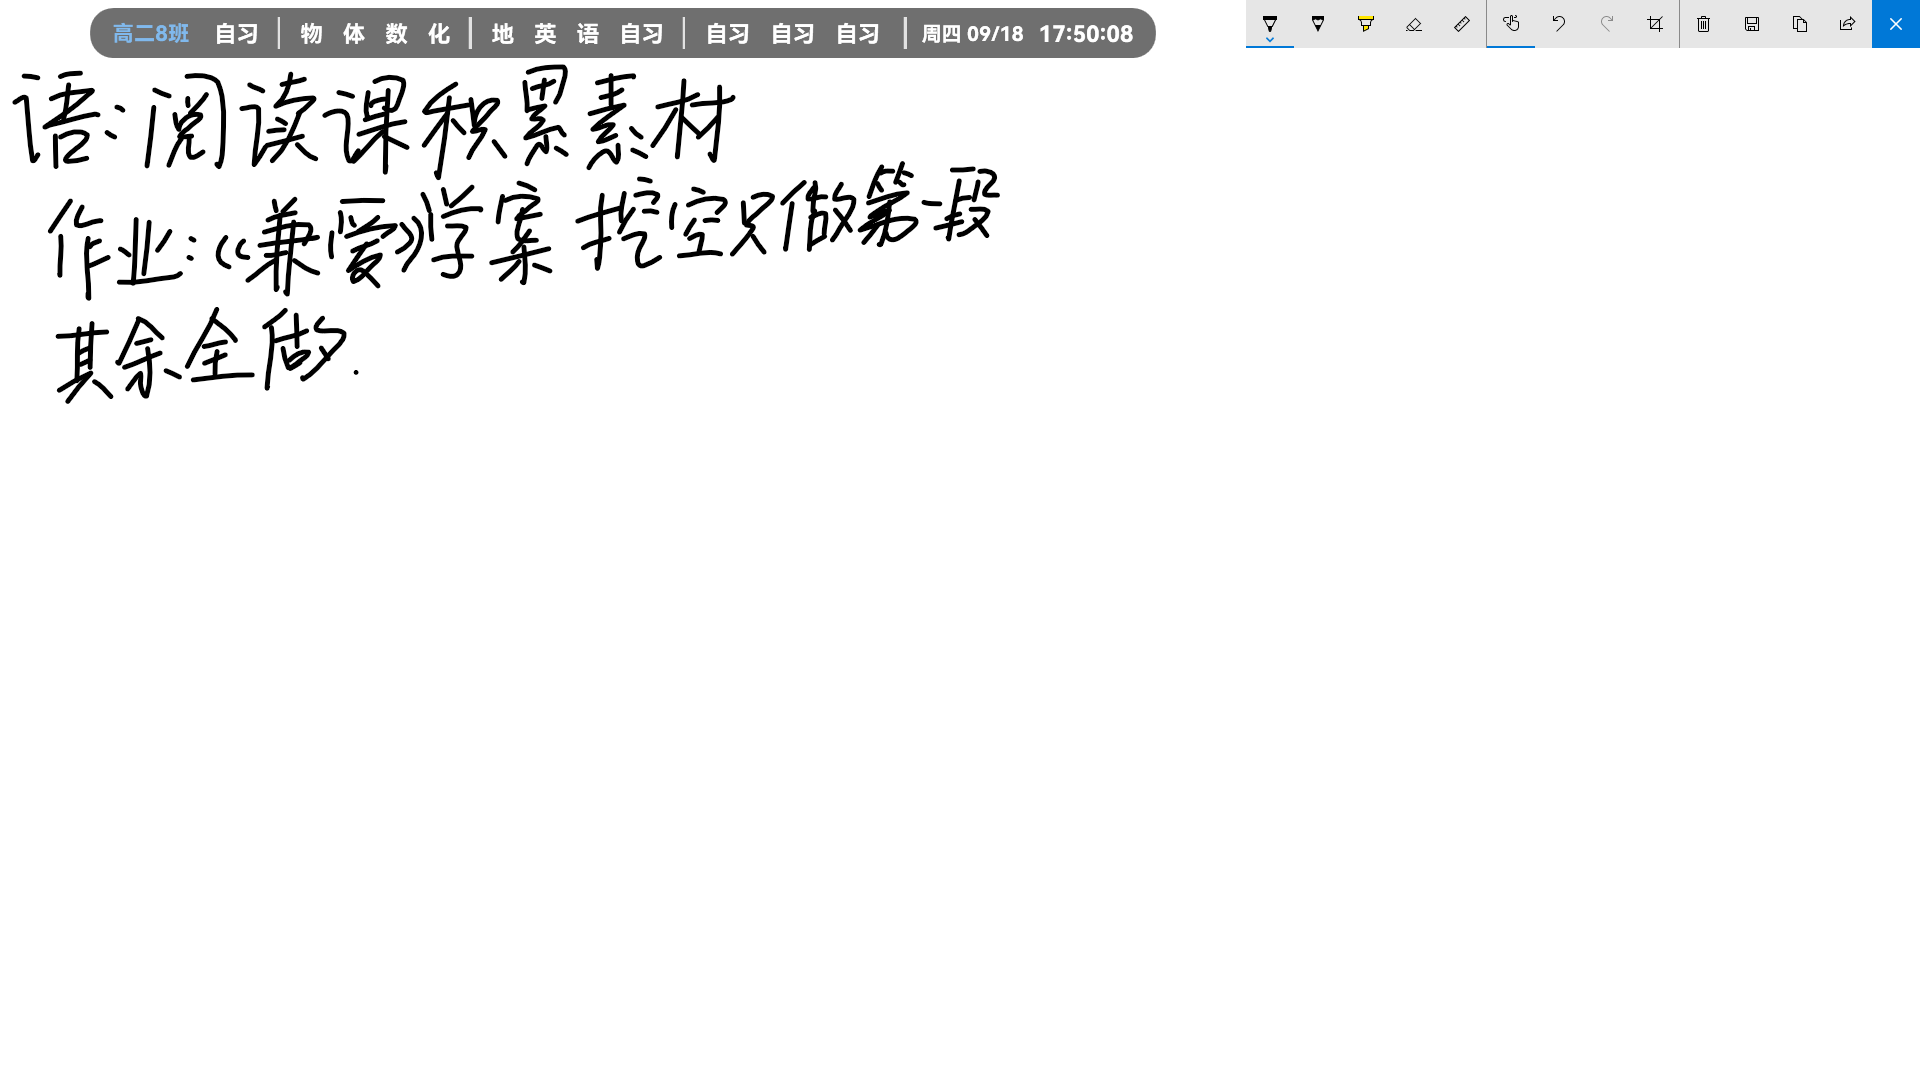 高二8班 自习 | 物 体 数 化 | 地 英 语 自习 | 自习 自习 自习 | 周四 09/18 17:50:08
语:阅读课积累素材
作业:《兼爱》学案 挖空只做第一段
其余全做.